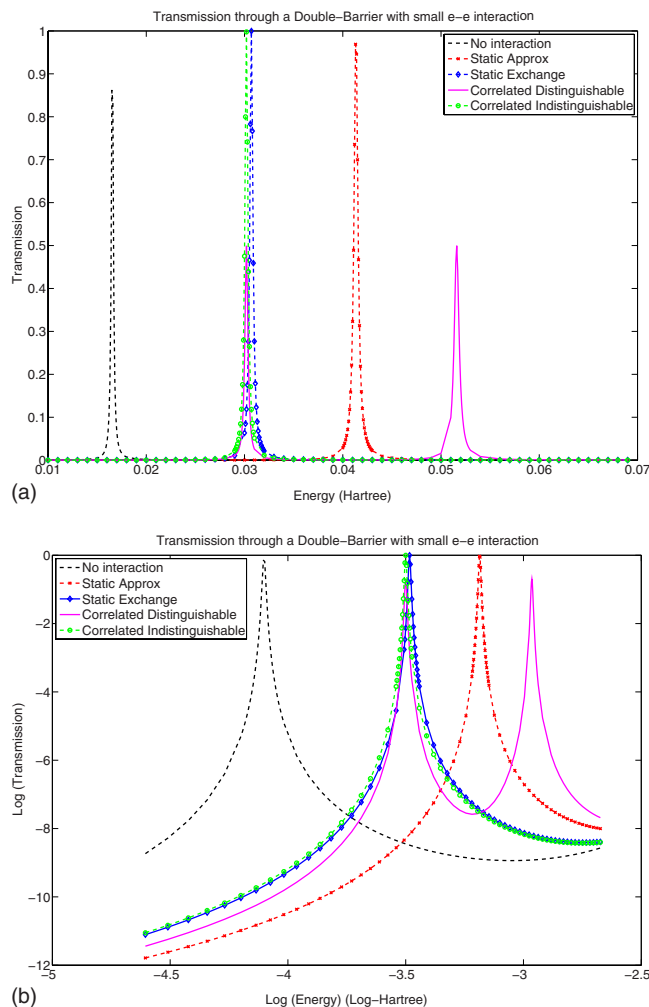 Transmission through a Double-Barrier with small e-e interaction
1
0.9
0.8
0.7
0.6
0.5
0.4
0.3
0.2
0.1
0
Transmission
No interaction
Static Approx
Static Exchange
Correlated Distinguishable
Correlated Indistinguishable
0.01 0.02 0.03 0.04 0.05 0.06 0.07
Energy (Hartree)
(a)
Transmission through a Double-Barrier with small e-e interaction
0
-2
-4
-6
-8
-10
-12
Log (Transmission)
No interaction
Static Approx
Static Exchange
Correlated Distinguishable
Correlated Indistinguishable
-5 -4.5 -4 -3.5 -3 -2.5
Log (Energy) (Log-Hartree)
(b)